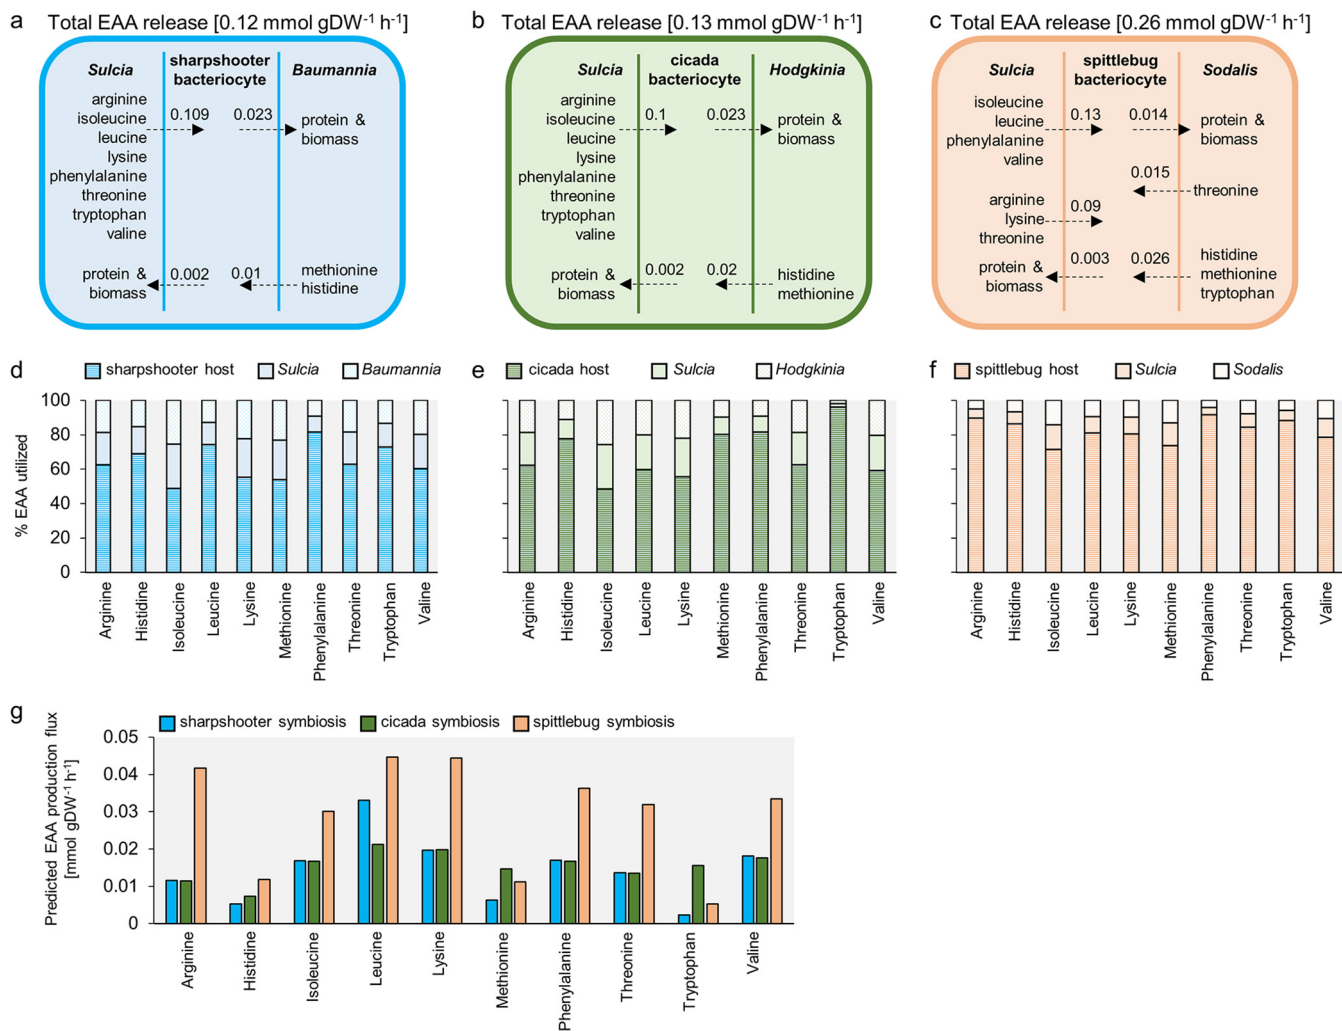 a Total EAA release [0.12 mmol gDW⁻¹ h⁻¹]
Sulcia
sharpshooter
bacteriocyte
Baumannia
arginine
isoleucine
leucine
lysine
phenylalanine
threonine
tryptophan
valine
0.109
0.023
protein &
biomass
protein &
biomass
0.002
0.01
methionine
histidine
b Total EAA release [0.13 mmol gDW⁻¹ h⁻¹]
Sulcia
cicada
bacteriocyte
Hodgkinia
arginine
isoleucine
leucine
lysine
phenylalanine
threonine
tryptophan
valine
0.1
0.023
protein &
biomass
protein &
biomass
0.002
0.02
histidine
methionine
c Total EAA release [0.26 mmol gDW⁻¹ h⁻¹]
Sulcia
spittlebug
bacteriocyte
Sodalis
isoleucine
leucine
phenylalanine
valine
0.13
0.014
protein &
biomass
0.015
threonine
arginine
lysine
threonine
0.09
protein &
biomass
0.003
0.026
histidine
methionine
tryptophan
d
sharpshooter host Sulcia Baumannia
% EAA utilized
100
80
60
40
20
0
Arginine
Histidine
Isoleucine
Leucine
Lysine
Methionine
Phenylalanine
Threonine
Tryptophan
Valine
e
cicada host Sulcia Hodgkinia
Arginine
Histidine
Isoleucine
Leucine
Lysine
Methionine
Phenylalanine
Threonine
Tryptophan
Valine
f
spittlebug host Sulcia Sodalis
Arginine
Histidine
Isoleucine
Leucine
Lysine
Methionine
Phenylalanine
Threonine
Tryptophan
Valine
g
sharpshooter symbiosis cicada symbiosis spittlebug symbiosis
Predicted EAA production flux
[mmol gDW⁻¹ h⁻¹]
0.05
0.04
0.03
0.02
0.01
0
Arginine
Histidine
Isoleucine
Leucine
Lysine
Methionine
Phenylalanine
Threonine
Tryptophan
Valine